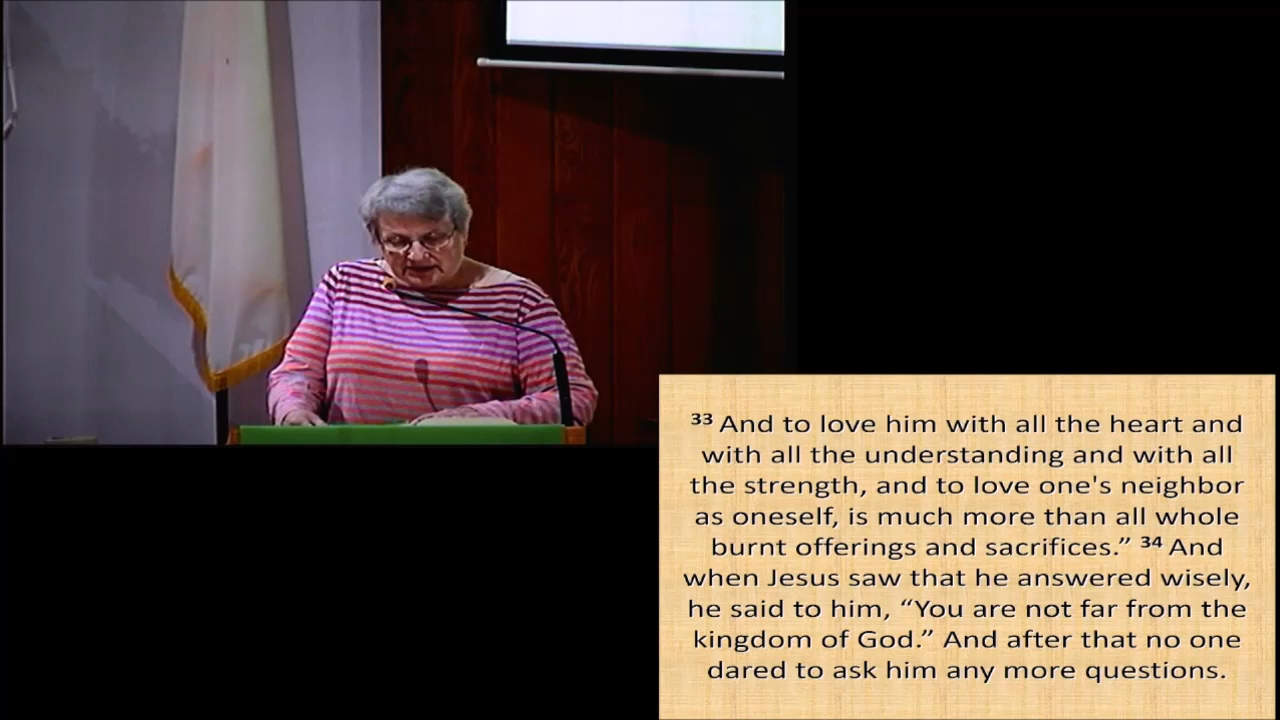 ³³ And to love him with all the heart and
with all the understanding and with all
the strength, and to love one's neighbor
as oneself, is much more than all whole
burnt offerings and sacrifices.” ³⁴ And
when Jesus saw that he answered wisely,
he said to him, “You are not far from the
kingdom of God.” And after that no one
dared to ask him any more questions.